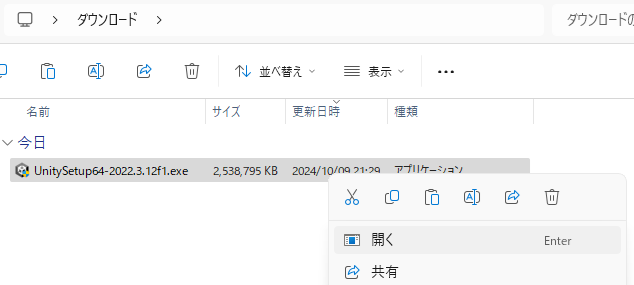 ダウンロード ダウンロードの
並べ替え 表示
名前 サイズ 更新日時 種類
今日
UnitySetup64-2022.3.12f1.exe 2,538,795 KB 2024/10/09 21:29 アプリケーション
開く Enter
共有